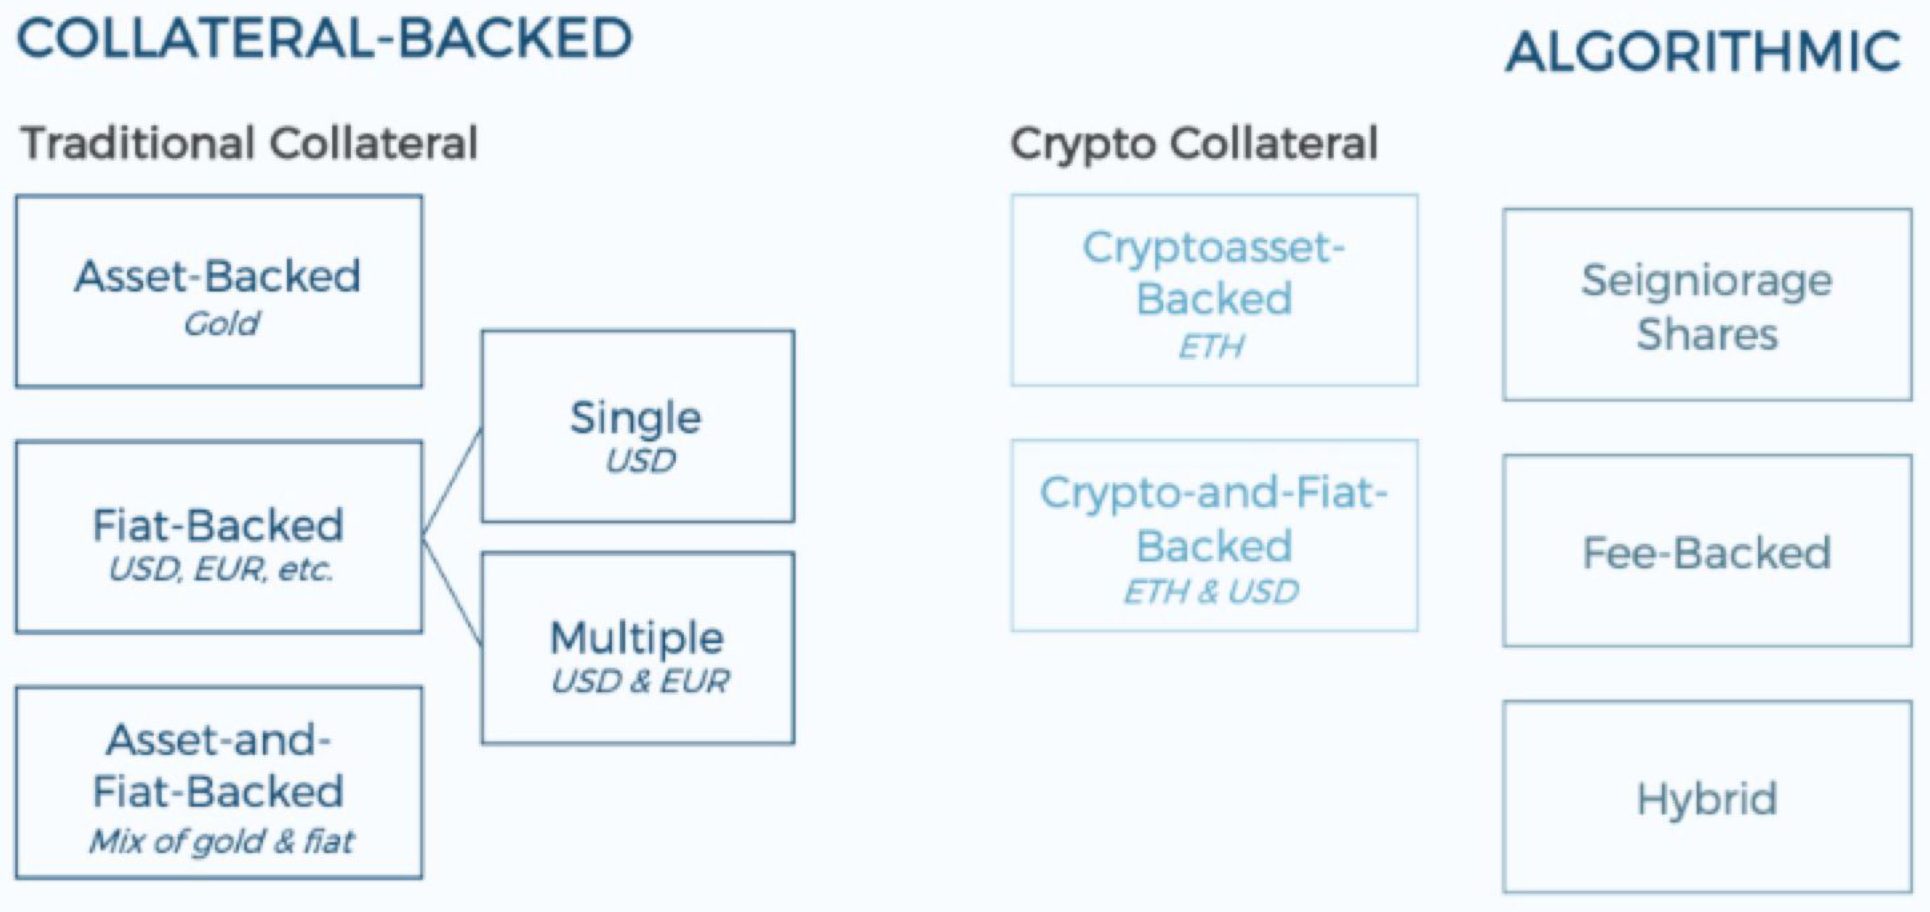 COLLATERAL-BACKED
Traditional Collateral
Asset-Backed
Gold
Fiat-Backed
USD, EUR, etc.
Single
USD
Multiple
USD & EUR
Asset-and-
Fiat-Backed
Mix of gold & fiat
Crypto Collateral
Cryptoasset-
Backed
ETH
Crypto-and-Fiat-
Backed
ETH & USD
ALGORITHMIC
Seigniorage
Shares
Fee-Backed
Hybrid